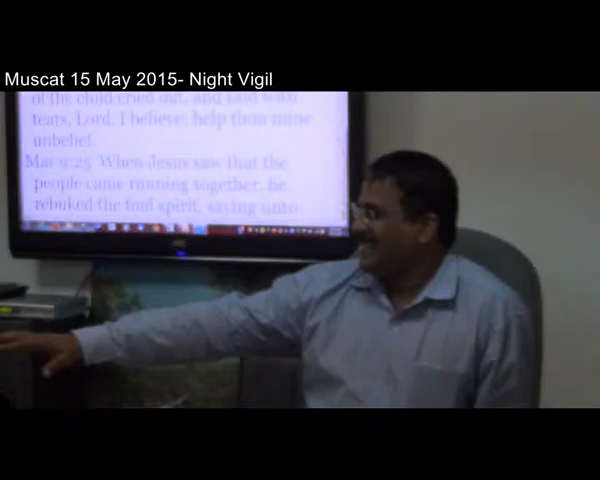 Muscat 15 May 2015- Night Vigil
of the child cried out, and said with
tears, Lord, I believe; help thou mine
unbelief.
Mar 9:25 When Jesus saw that the
people came running together, he
rebuked the foul spirit, saying unto
JVC